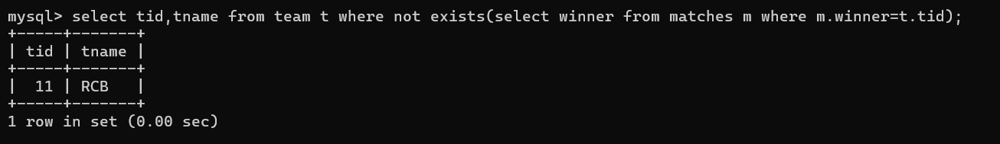 mysql> select tid,tname from team t where not exists(select winner from matches m where m.winner=t.tid);
+-----+-------+
| tid | tname |
+-----+-------+
|  11 | RCB   |
+-----+-------+
1 row in set (0.00 sec)